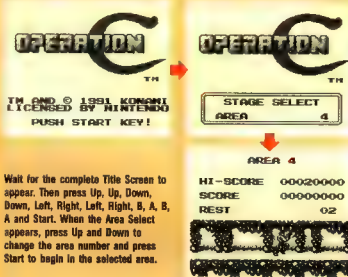 OPERATION C
TM
TM AND © 1991 KONAMI
LICENSED BY NINTENDO
PUSH START KEY!
OPERATION C
TM
STAGE SELECT
AREA 4
Wait for the complete Title Screen to
appear. Then press Up, Up, Down,
Down, Left, Right, Left, Right, B, A, B,
A and Start. When the Area Select
appears, press Up and Down to
change the area number and press
Start to begin in the selected area.
AREA 4
HI-SCORE 00020000
SCORE 00000000
REST 02